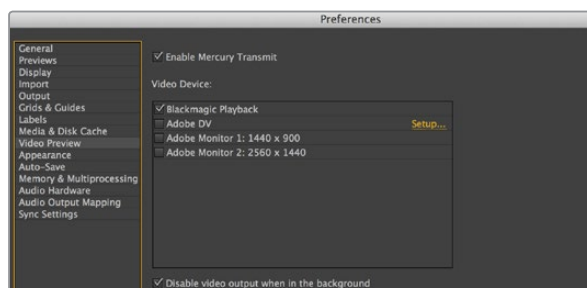 Preferences
General
Previews
Display
Import
Output
Grids & Guides
Labels
Media & Disk Cache
Video Preview
Appearance
Auto-Save
Memory & Multiprocessing
Audio Hardware
Audio Output Mapping
Sync Settings
Enable Mercury Transmit
Video Device:
Blackmagic Playback
Adobe DV Setup...
Adobe Monitor 1: 1440 x 900
Adobe Monitor 2: 2560 x 1440
Disable video output when in the background